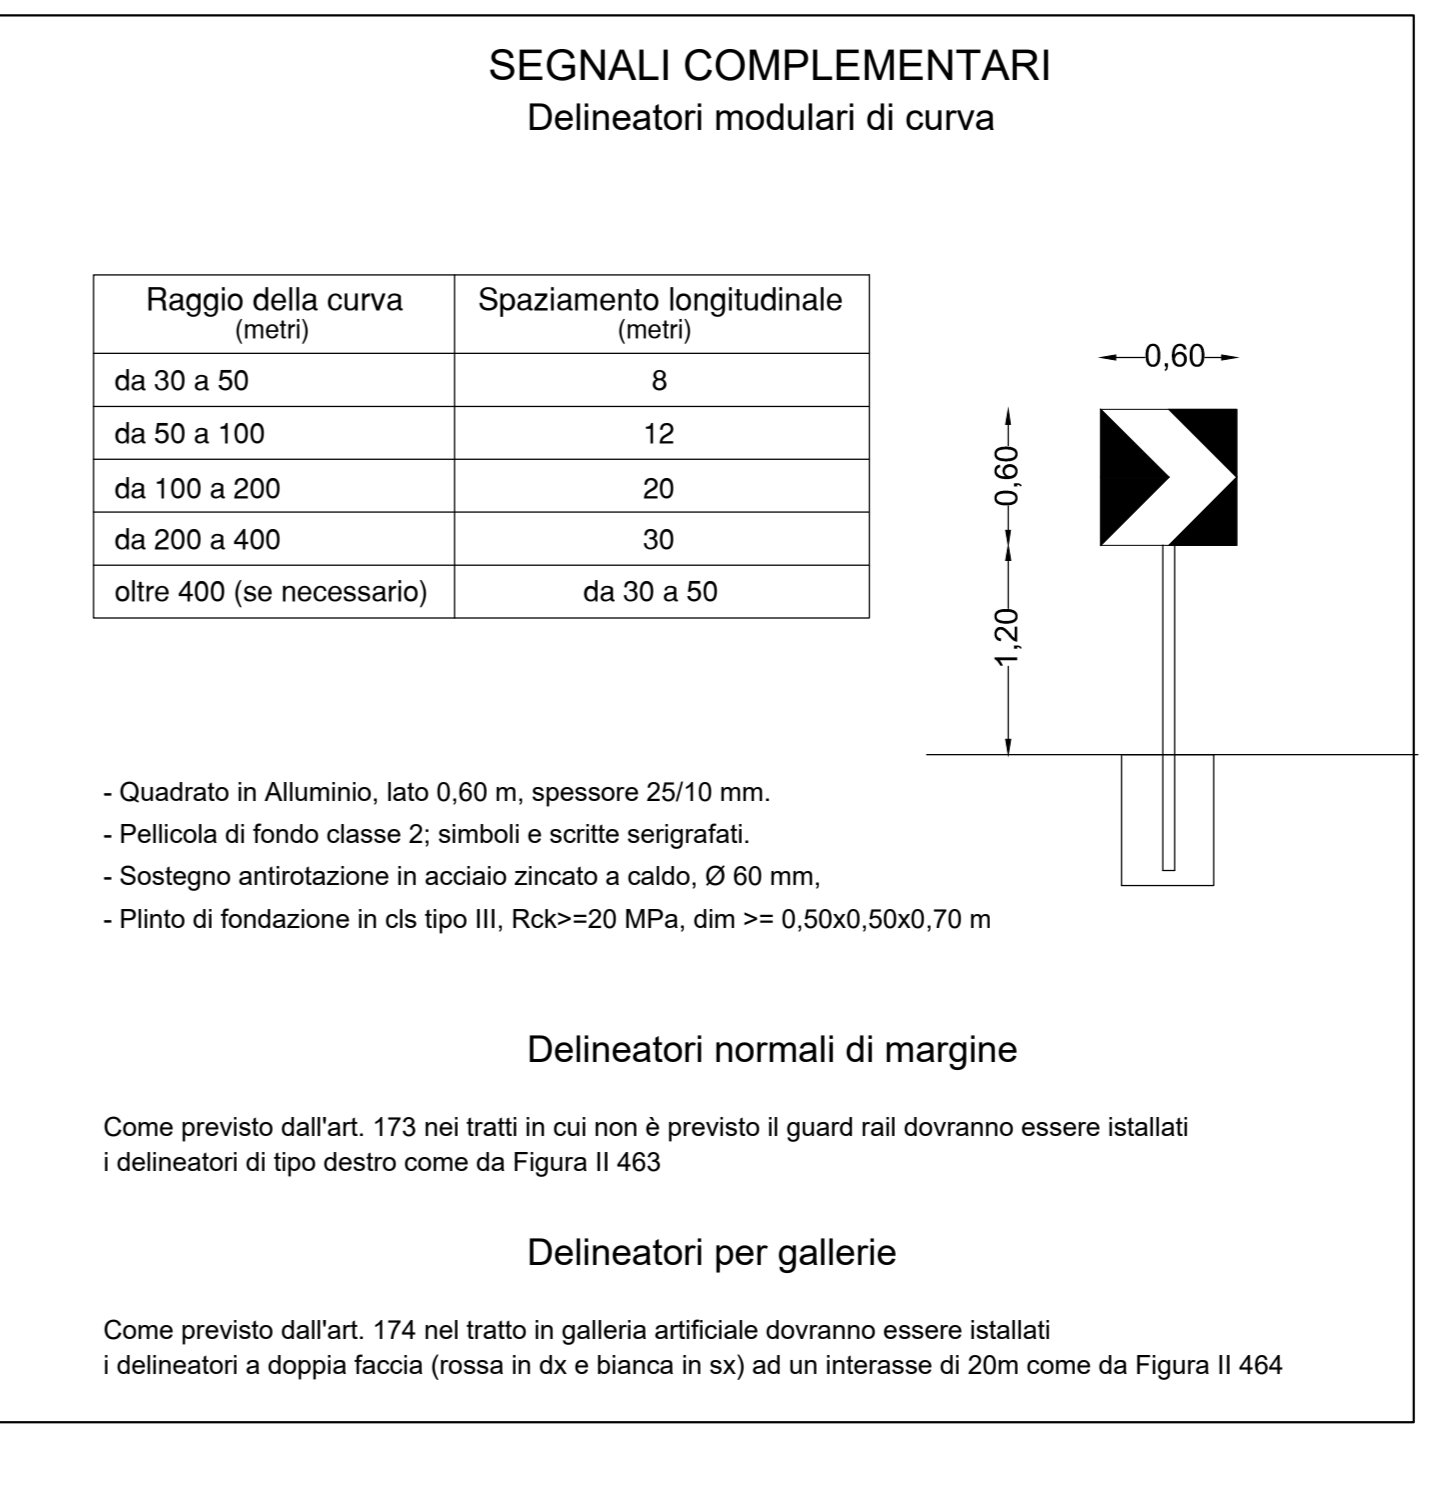 SEGNALI COMPLEMENTARI
Delineatori modulari di curva
Raggio della curva Spaziamento longitudinale
(metri) (metri)
da 30 a 50 8
da 50 a 100 12
da 100 a 200 20
da 200 a 400 30
oltre 400 (se necessario) da 30 a 50
0,60
0,60
1,20
- Quadrato in Alluminio, lato 0,60 m, spessore 25/10 mm.
- Pellicola di fondo classe 2; simboli e scritte serigrafati.
- Sostegno antirotazione in acciaio zincato a caldo, Ø 60 mm,
- Plinto di fondazione in cls tipo III, Rck>=20 MPa, dim >= 0,50x0,50x0,70 m
Delineatori normali di margine
Come previsto dall'art. 173 nei tratti in cui non è previsto il guard rail dovranno essere istallati
i delineatori di tipo destro come da Figura II 463
Delineatori per gallerie
Come previsto dall'art. 174 nel tratto in galleria artificiale dovranno essere istallati
i delineatori a doppia faccia (rossa in dx e bianca in sx) ad un interasse di 20m come da Figura II 464